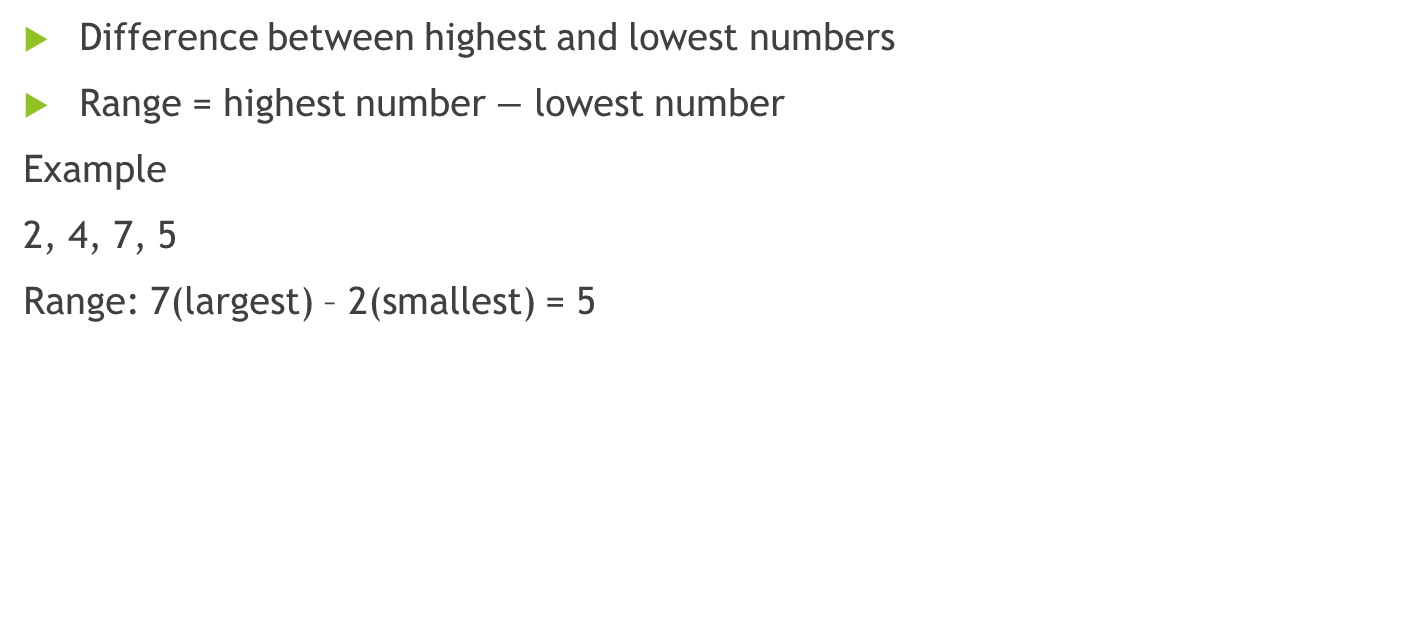 Difference between highest and lowest numbers
Range = highest number — lowest number
Example
2, 4, 7, 5
Range: 7(largest) – 2(smallest) = 5